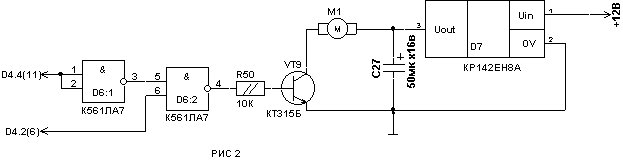 M1
M
3
Uout
D7
Uin
1
+12В
0V
2
КР142ЕН8А
C27
+
50мк х16в
VT9
КТ315Б
R50
10К
D4.4(11)
1
2
&
D6:1
3
К561ЛА7
5
6
&
D6:2
4
К561ЛА7
D4.2(6)
РИС 2